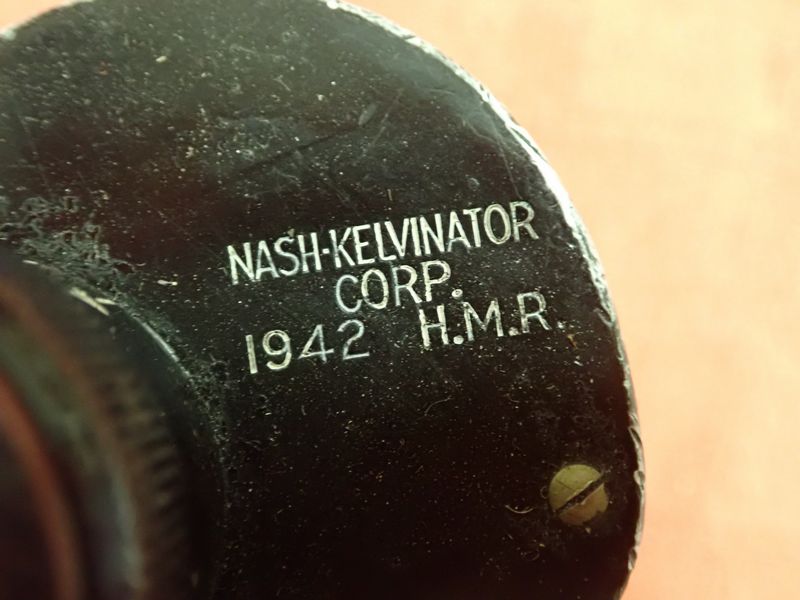 NASH-KELVINATOR
CORP.
1942 H.M.R.